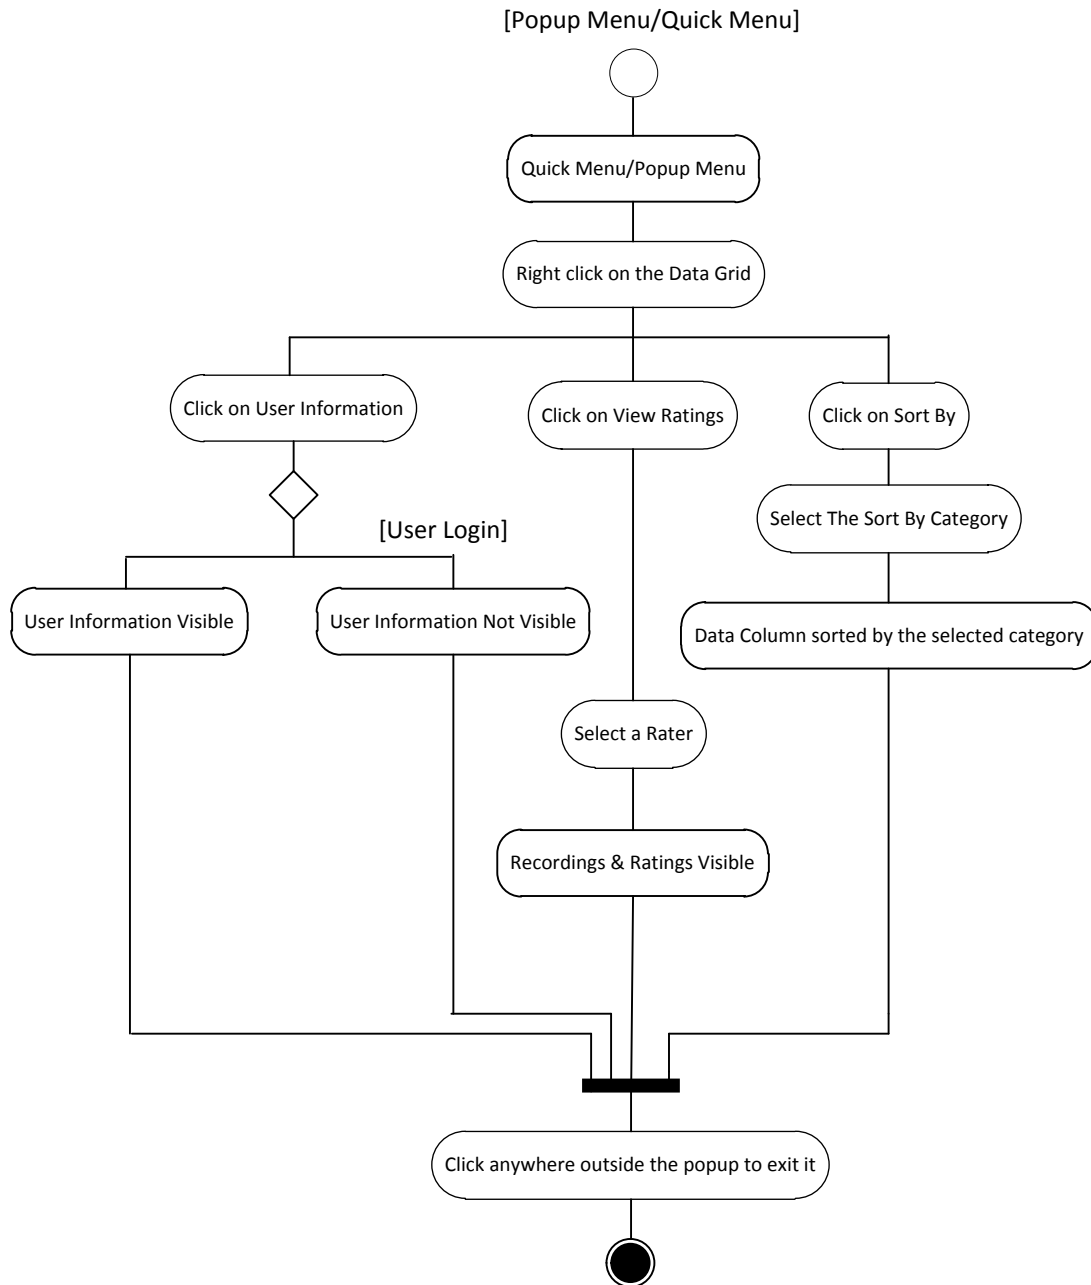 [Popup Menu/Quick Menu]
Quick Menu/Popup Menu
Right click on the Data Grid
Click on User Information
Click on View Ratings
Click on Sort By
Select The Sort By Category
[User Login]
User Information Visible
User Information Not Visible
Data Column sorted by the selected category
Select a Rater
Recordings & Ratings Visible
Click anywhere outside the popup to exit it